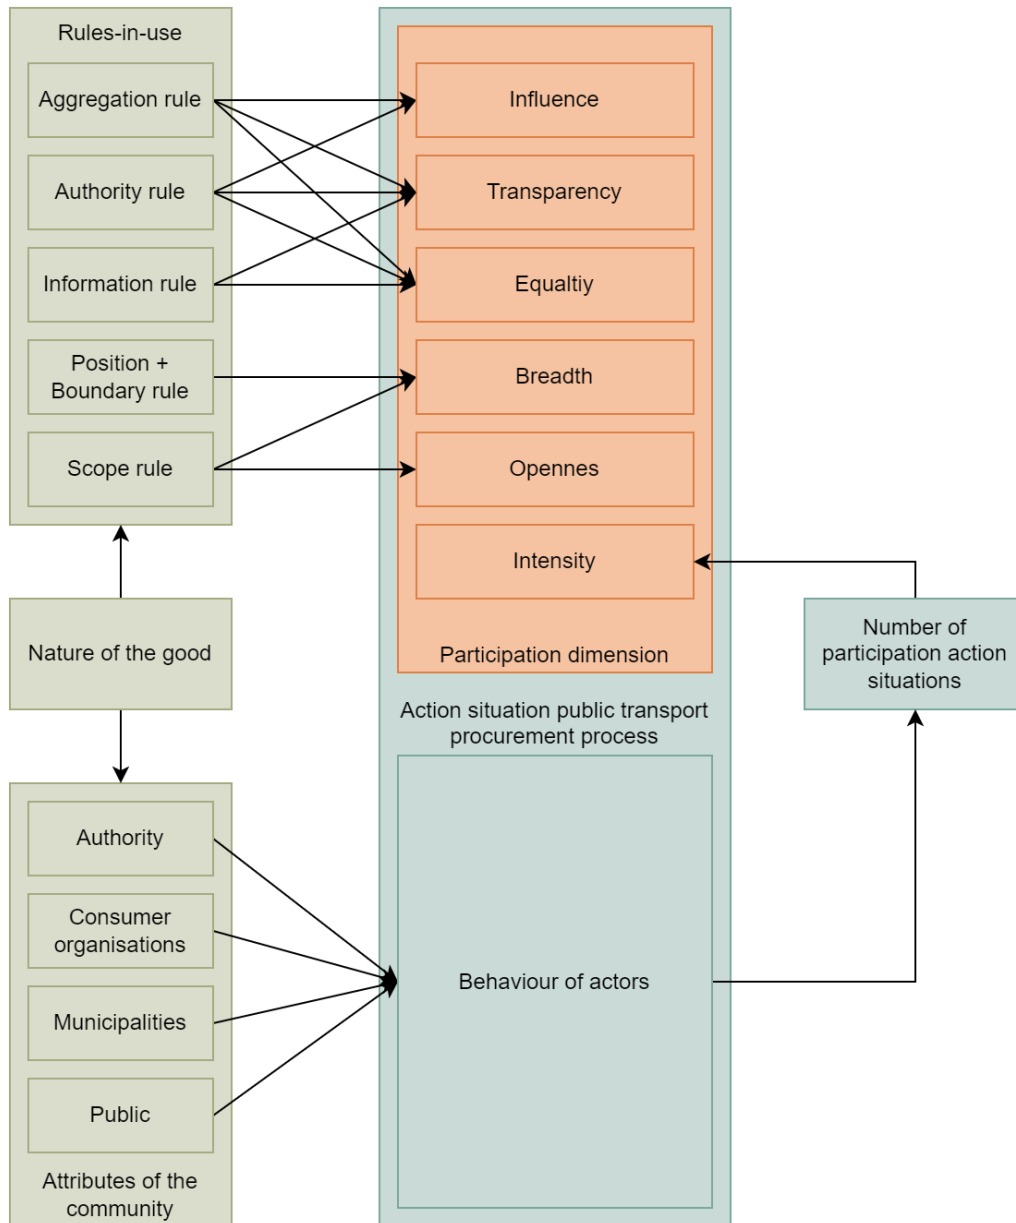 Rules-in-use
Aggregation rule
Authority rule
Information rule
Position +
Boundary rule
Scope rule
Nature of the good
Authority
Consumer
organisations
Municipalities
Public
Attributes of the
community
Influence
Transparency
Equaltiy
Breadth
Opennes
Intensity
Participation dimension
Action situation public transport
procurement process
Behaviour of actors
Number of
participation action
situations